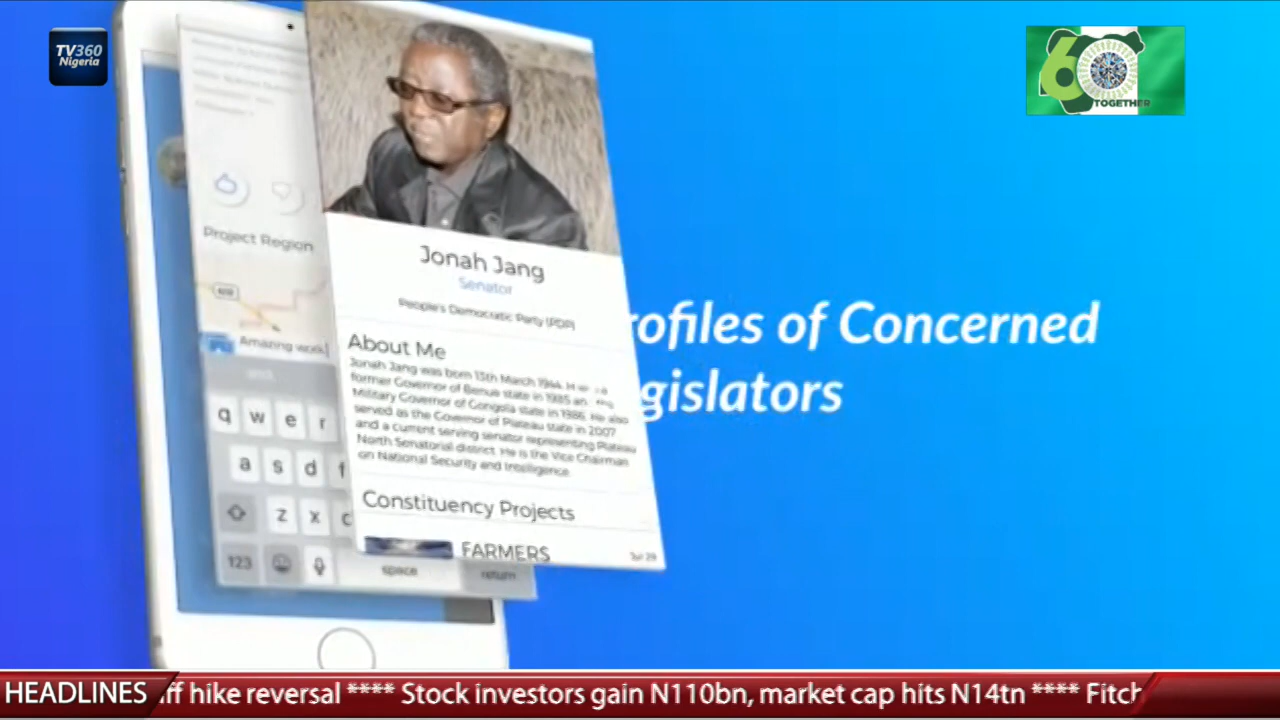 TV360
Nigeria
60
TOGETHER
Project Region
Amazing work
q w e r
a s d f
z x c
123
space
return
Jonah Jang
Senator
People's Democratic Party (PDP)
About Me
Jonah Jang was born 13th March 1944.
former Governor of Benue state in 1985
Military Governor of Gongola state in 1986. He also
served as the Governor of Plateau state in 2007
and a current serving senator representing Plateau
North Senatorial district. He is the Vice Chairman
on National Security and Intelligence
Constituency Projects
FARMERS
Jul 29
rofiles of Concerned
gislators
HEADLINES
ff hike reversal **** Stock investors gain N110bn, market cap hits N14tn **** Fitch